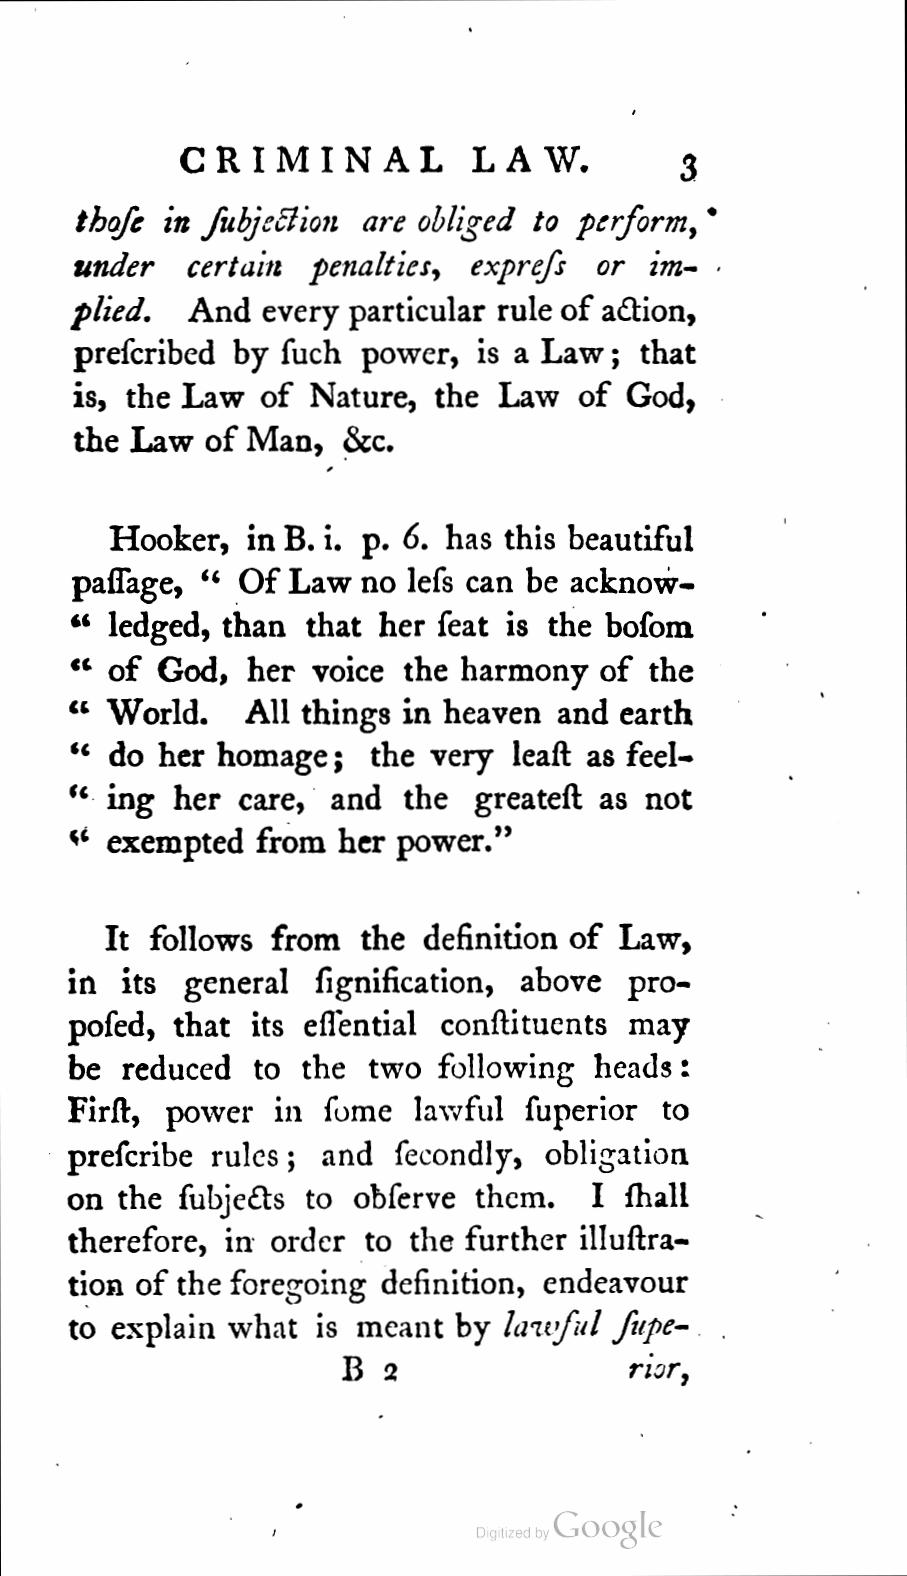 CRIMINAL LAW. 3
thoſe in ſubjection are obliged to perform,
under certain penalties, expreſs or im-
plied. And every particular rule of action,
preſcribed by ſuch power, is a Law; that
is, the Law of Nature, the Law of God,
the Law of Man, &c.
Hooker, in B. i. p. 6. has this beautiful
paſſage, “ Of Law no leſs can be acknow-
“ ledged, than that her ſeat is the boſom
“ of God, her voice the harmony of the
“ World. All things in heaven and earth
“ do her homage; the very leaſt as feel-
“ ing her care, and the greateſt as not
“ exempted from her power.”
It follows from the definition of Law,
in its general ſignification, above pro-
poſed, that its eſſential conſtituents may
be reduced to the two following heads:
Firſt, power in ſome lawful ſuperior to
preſcribe rules; and ſecondly, obligation
on the ſubjects to obſerve them. I ſhall
therefore, in order to the further illuſtra-
tion of the foregoing definition, endeavour
to explain what is meant by lawful ſupe-
B 2 rior,
Digitized by Google